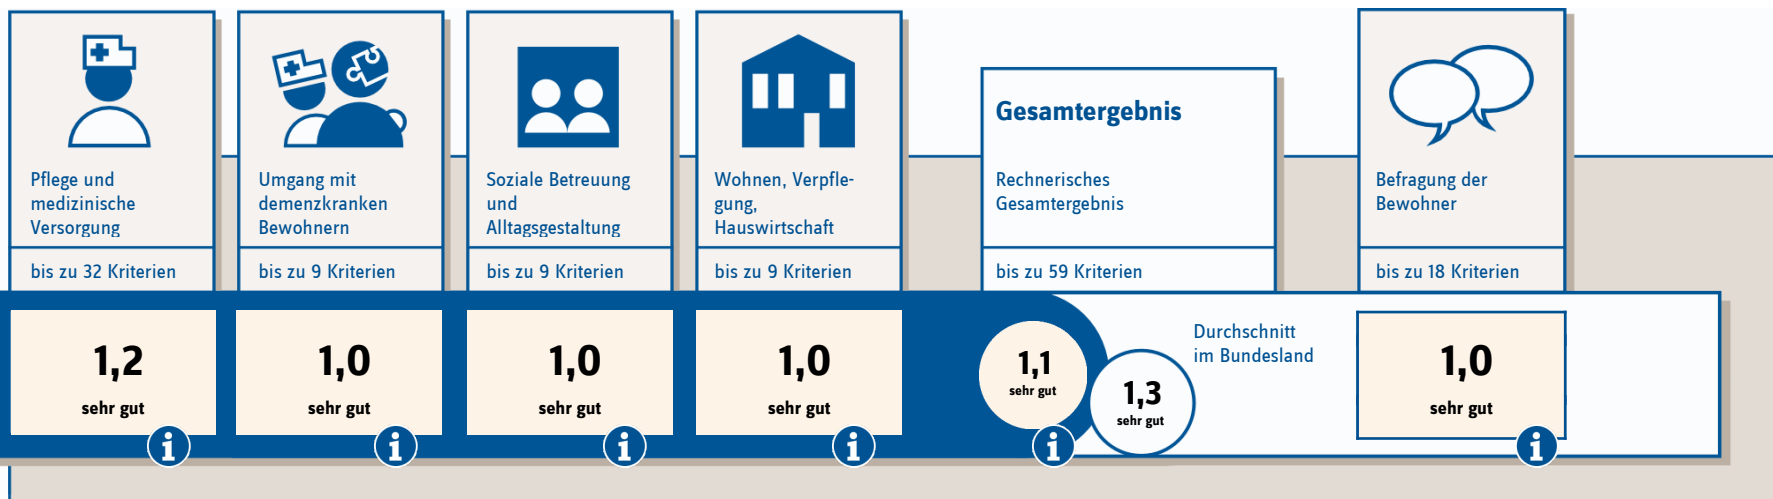 Pflege und
medizinische
Versorgung
bis zu 32 Kriterien
1,2
sehr gut
Umgang mit
demenzkranken
Bewohnern
bis zu 9 Kriterien
1,0
sehr gut
Soziale Betreuung
und
Alltagsgestaltung
bis zu 9 Kriterien
1,0
sehr gut
Wohnen, Verpfle-
gung,
Hauswirtschaft
bis zu 9 Kriterien
1,0
sehr gut
Gesamtergebnis
Rechnerisches
Gesamtergebnis
bis zu 59 Kriterien
1,1
sehr gut
Durchschnitt
im Bundesland
1,3
sehr gut
Befragung der
Bewohner
bis zu 18 Kriterien
1,0
sehr gut